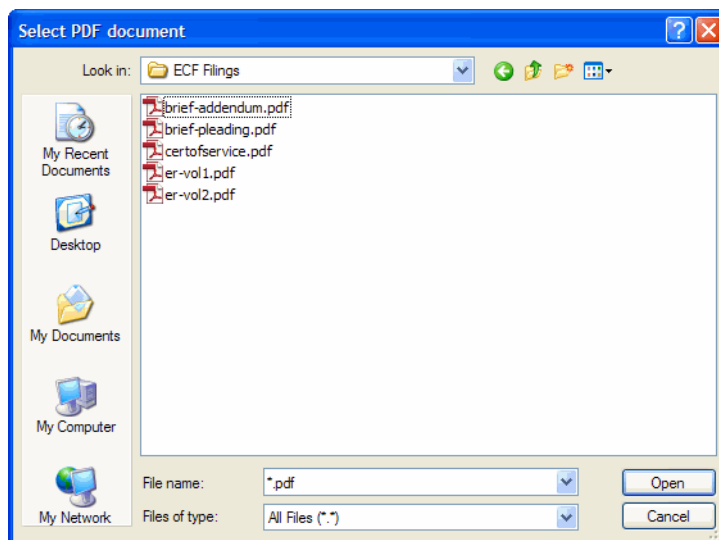 Select PDF document
Look in: ECF Filings
brief-addendum.pdf
brief-pleading.pdf
certofservice.pdf
er-vol1.pdf
er-vol2.pdf
My Recent
Documents
Desktop
My Documents
My Computer
My Network
File name: *.pdf Open
Files of type: All Files (*.*) Cancel